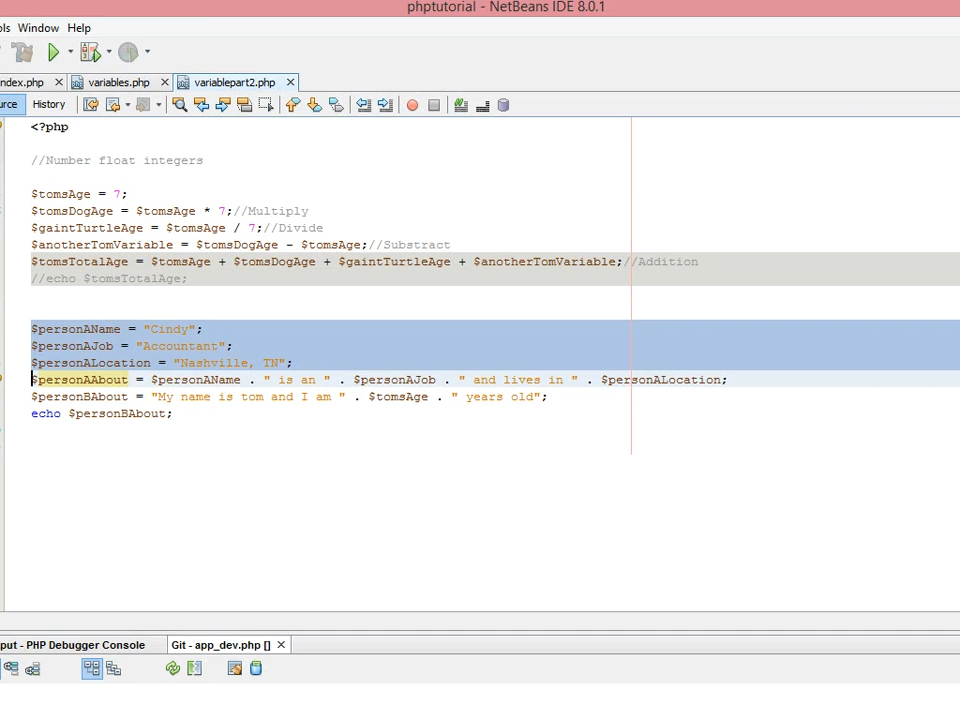 phptutorial - NetBeans IDE 8.0.1
ols Window Help
ndex.php variables.php variablepart2.php
urce History
<?php
//Number float integers
$tomsAge = 7;
$tomsDogAge = $tomsAge * 7;//Multiply
$gaintTurtleAge = $tomsAge / 7;//Divide
$anotherTomVariable = $tomsDogAge - $tomsAge;//Substract
$tomsTotalAge = $tomsAge + $tomsDogAge + $gaintTurtleAge + $anotherTomVariable;//Addition
//echo $tomsTotalAge;
$personAName = "Cindy";
$personAJob = "Accountant";
$personALocation = "Nashville, TN";
$personAAbout = $personAName . " is an " . $personAJob . " and lives in " . $personALocation;
$personBAbout = "My name is tom and I am " . $tomsAge . " years old";
echo $personBAbout;
put - PHP Debugger Console Git - app_dev.php []